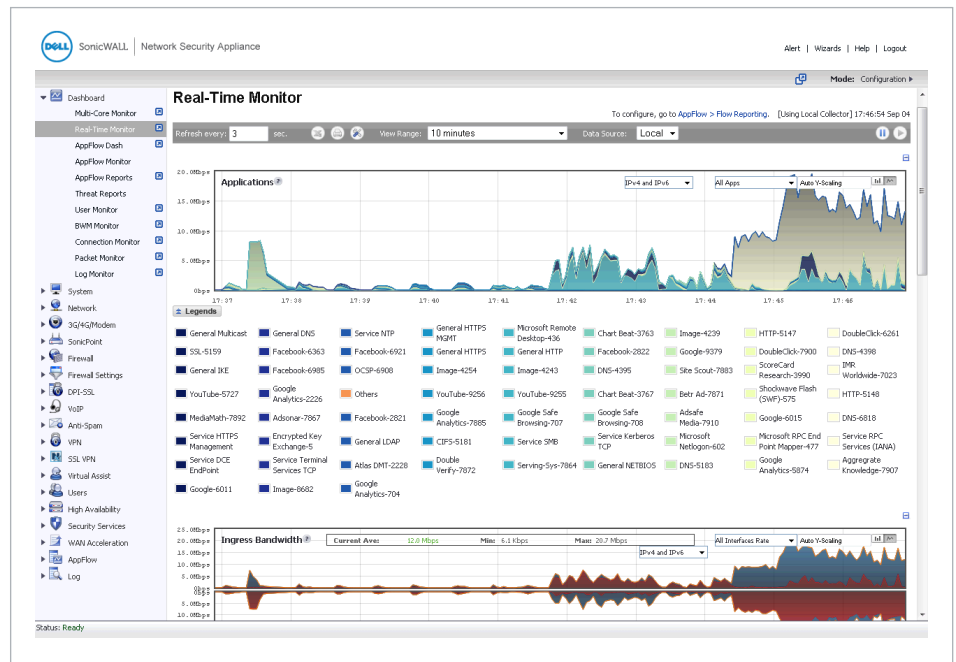 DELL SonicWALL | Network Security Appliance
Alert | Wizards | Help | Logout
Mode: Configuration
Dashboard
Multi-Core Monitor
Real-Time Monitor
AppFlow Dash
AppFlow Monitor
AppFlow Reports
Threat Reports
User Monitor
BWM Monitor
Connection Monitor
Packet Monitor
Log Monitor
System
Network
3G/4G/Modem
SonicPoint
Firewall
Firewall Settings
DPI-SSL
VoIP
Anti-Spam
VPN
SSL VPN
Virtual Assist
Users
High Availability
Security Services
WAN Acceleration
AppFlow
Log
Real-Time Monitor
To configure, go to AppFlow > Flow Reporting. [Using Local Collector] 17:46:54 Sep 04
Refresh every: 3 sec. View Range: 10 minutes Data Source: Local
Applications IPv4 and IPv6 All Apps Auto Y-Scaling
20.0Mbps
15.0Mbps
10.0Mbps
5.0Mbps
0bps
17:37 17:38 17:39 17:40 17:41 17:42 17:43 17:44 17:45 17:46
Legends
General Multicast General DNS Service NTP General HTTPS MGMT Microsoft Remote Desktop-436 Chart Beat-3763 Image-4239 HTTP-5147 DoubleClick-6261
SSL-5159 Facebook-6363 Facebook-6921 General HTTPS General HTTP Facebook-2822 Google-9379 DoubleClick-7900 DNS-4398
General IKE Facebook-6985 OCSP-6908 Image-4254 Image-4243 DNS-4395 Site Scout-7883 ScoreCard Research-3990 IMR Worldwide-7023
YouTube-5727 Google Analytics-2226 Others YouTube-9256 YouTube-9255 Chart Beat-3767 Betr Ad-7871 Shockwave Flash (SWF)-575 HTTP-5148
MediaMath-7892 Adsonar-7867 Facebook-2821 Google Analytics-7885 Google Safe Browsing-707 Google Safe Browsing-708 Adsafe Media-7910 Google-6015 DNS-6818
Service HTTPS Management Encrypted Key Exchange-5 General LDAP CIFS-5181 Service SMB Service Kerberos TCP Microsoft Netlogon-602 Microsoft RPC End Point Mapper-477 Service RPC Services (IANA)
Service DCE EndPoint Service Terminal Services TCP Atlas DMT-2228 Double Verify-7872 Serving-Sys-7864 General NETBIOS DNS-5183 Google Analytics-5874 Aggregrate Knowledge-7907
Google-6011 Image-8682 Google Analytics-704
Ingress Bandwidth Current Ave: 12.0 Mbps Min: 6.1 Kbps Max: 20.7 Mbps All Interfaces Rate Auto Y-Scaling
IPv4 and IPv6
25.0Mbps
20.0Mbps
15.0Mbps
10.0Mbps
5.0Mbps
0bps
0bps
5.0Mbps
10.0Mbps
Status: Ready